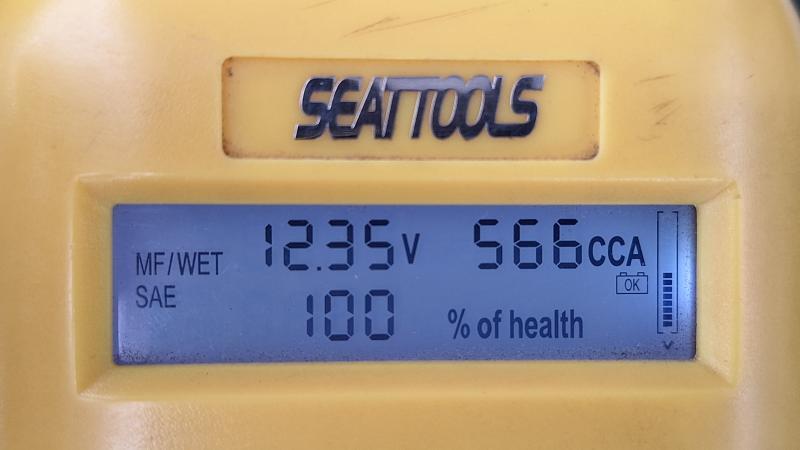 SEATTOOLS
MF/WET 12.35V 566CCA
SAE OK
100 % of health
V